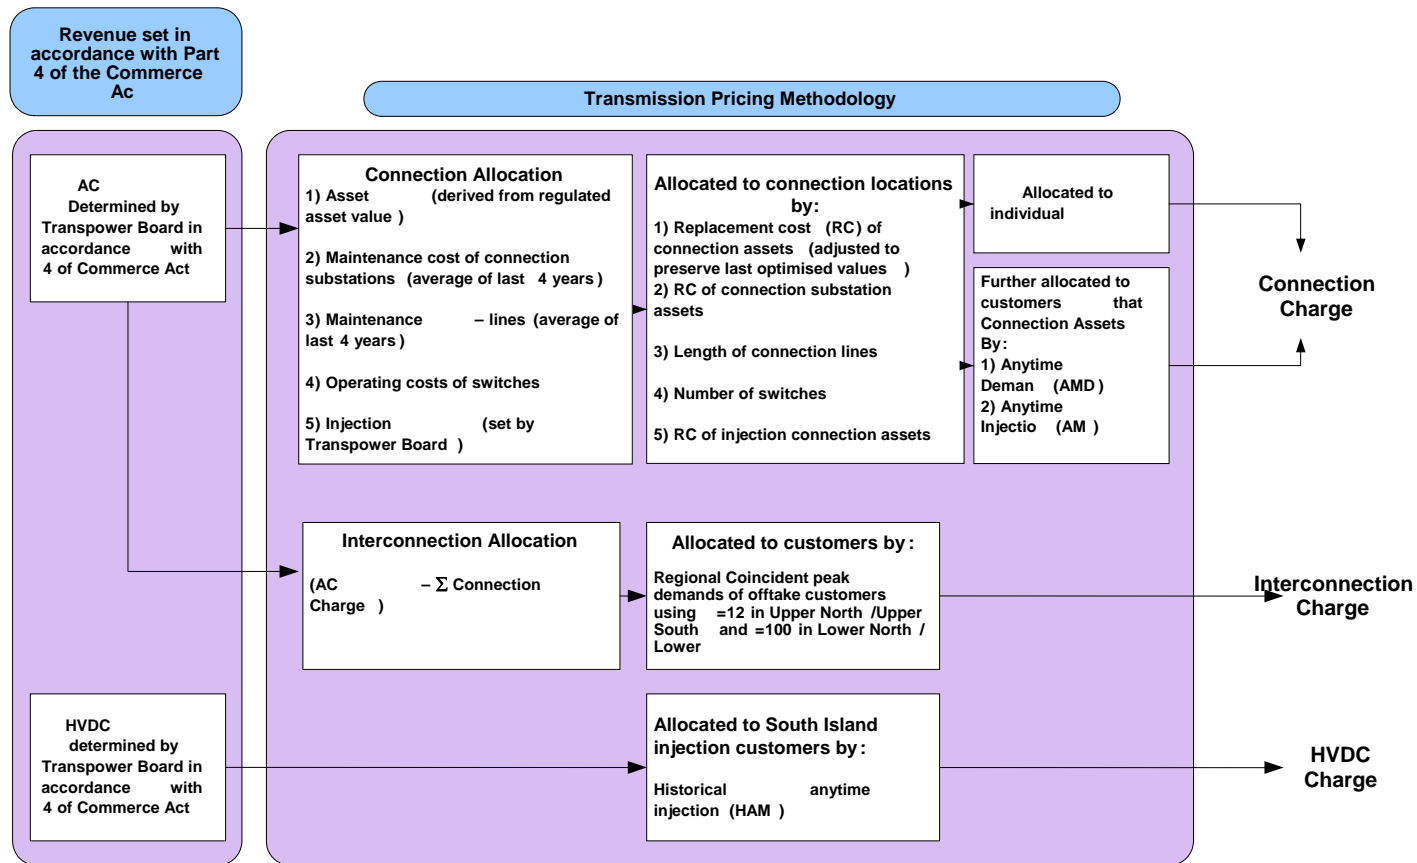 Revenue set in
accordance with Part
4 of the Commerce
Ac
Transmission Pricing Methodology
AC
Determined by
Transpower Board in
accordance with
4 of Commerce Act
Connection Allocation
1) Asset (derived from regulated
asset value )
2) Maintenance cost of connection
substations (average of last 4 years )
3) Maintenance – lines (average of
last 4 years )
4) Operating costs of switches
5) Injection (set by
Transpower Board )
Allocated to connection locations
by:
1) Replacement cost (RC) of
connection assets (adjusted to
preserve last optimised values )
2) RC of connection substation
assets
3) Length of connection lines
4) Number of switches
5) RC of injection connection assets
Allocated to
individual
Further allocated to
customers that
Connection Assets
By:
1) Anytime
Deman (AMD )
2) Anytime
Injectio (AM )
Connection
Charge
Interconnection Allocation
(AC – Σ Connection
Charge )
Allocated to customers by :
Regional Coincident peak
demands of offtake customers
using =12 in Upper North /Upper
South and =100 in Lower North /
Lower
Interconnection
Charge
HVDC
determined by
Transpower Board in
accordance with
4 of Commerce Act
Allocated to South Island
injection customers by :
Historical anytime
injection (HAM )
HVDC
Charge